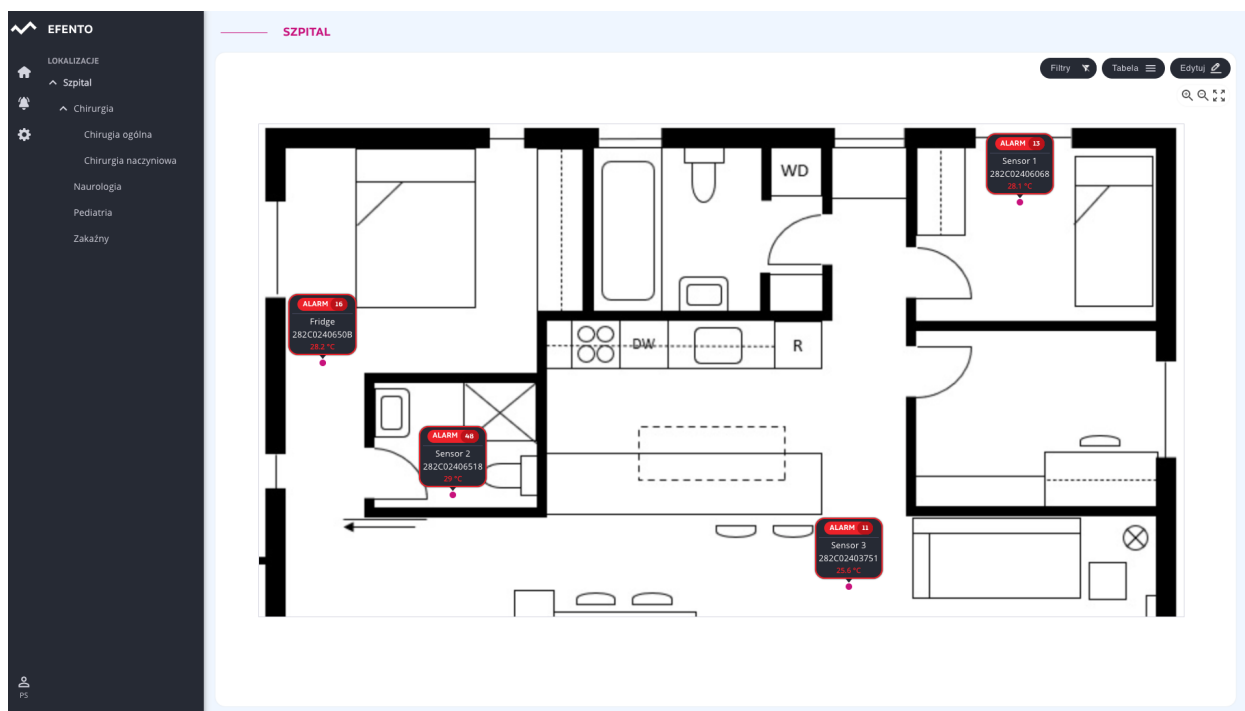 EFENTO
LOKALIZACJE
Szpital
Chirurgia
Chirugia ogólna
Chirurgia naczyniowa
Naurologia
Pediatria
Zakaźny
PS
SZPITAL
Filtry
Tabela
Edytuj
WD
ALARM 13
Sensor 1
282C02406068
28.1 °C
ALARM 16
Fridge
282C0240650B
28.2 °C
DW
R
ALARM 48
Sensor 2
282C02406518
29 °C
ALARM 11
Sensor 3
282C02403751
25.6 °C